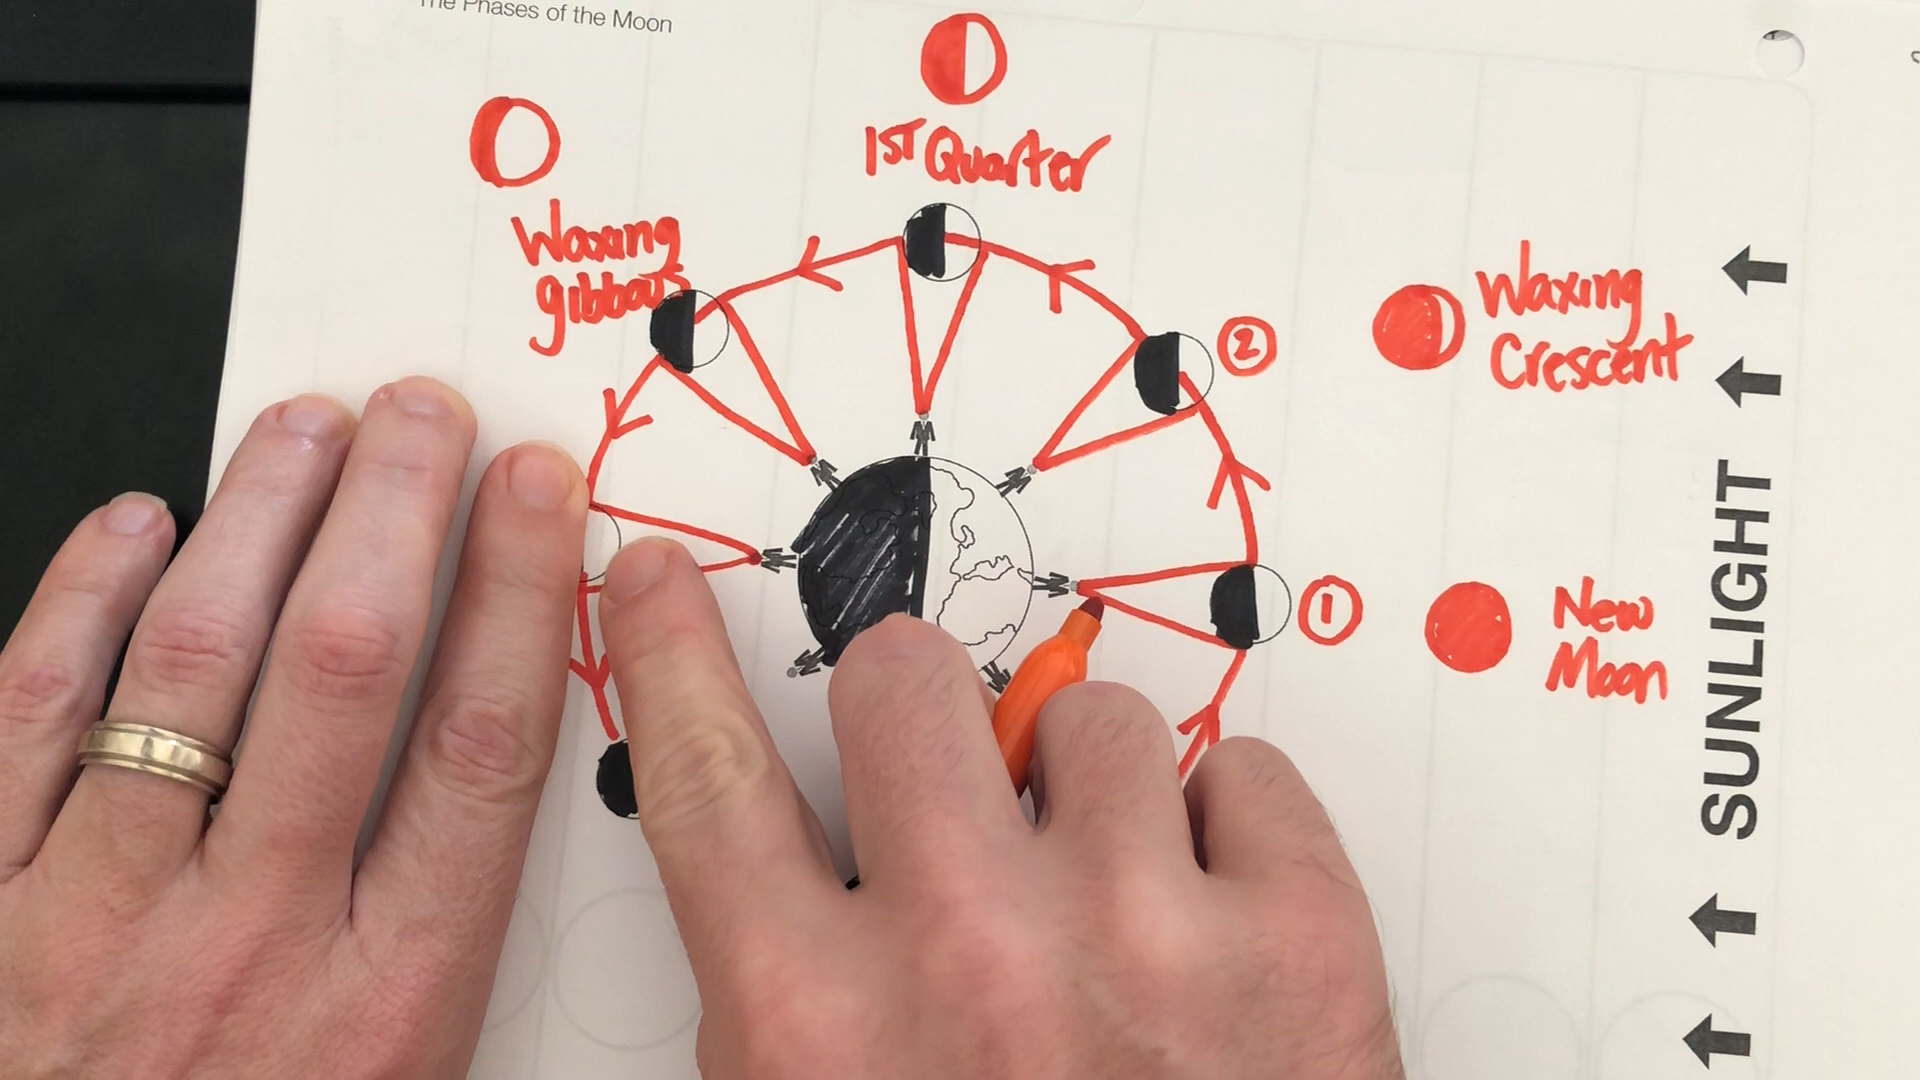 The Phases of the Moon
1ST Quarter
Waxing
gibbous
2
Waxing
Crescent
1
New
Moon
SUNLIGHT